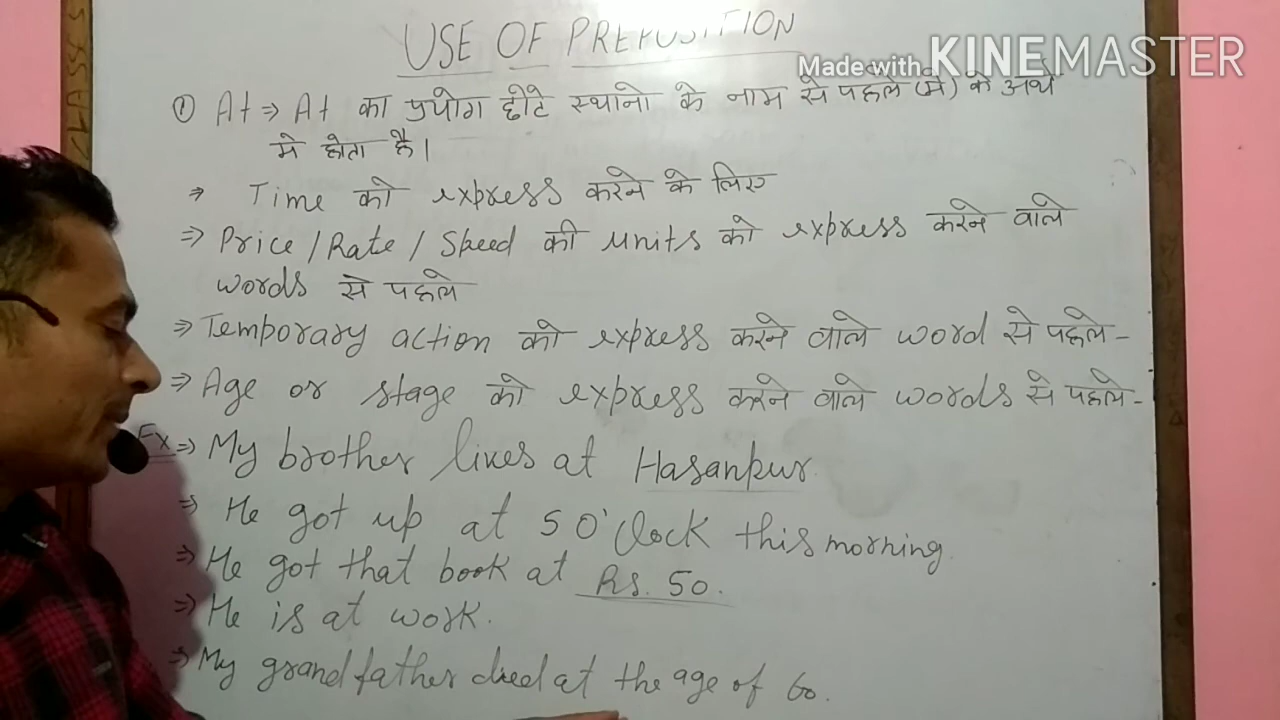 USE OF PREPOSITION
Made with KINEMASTER
① At ⇒ At का प्रयोग छोटे स्थानो के नाम से पहले (मे) के अर्थ
मे होता है।
⇒ Time को express करने के लिए
⇒ Price/Rate/Speed की units को express करने वाले
words से पहले
⇒ Temporary action को express करने वाले word से पहले -
⇒ Age or stage को express करने वाले words से पहले -
Ex ⇒ My brother lives at Hasanpur.
⇒ He got up at 5 O'clock this morning.
⇒ He got that book at Rs. 50.
⇒ He is at work.
⇒ My grandfather died at the age of 60.